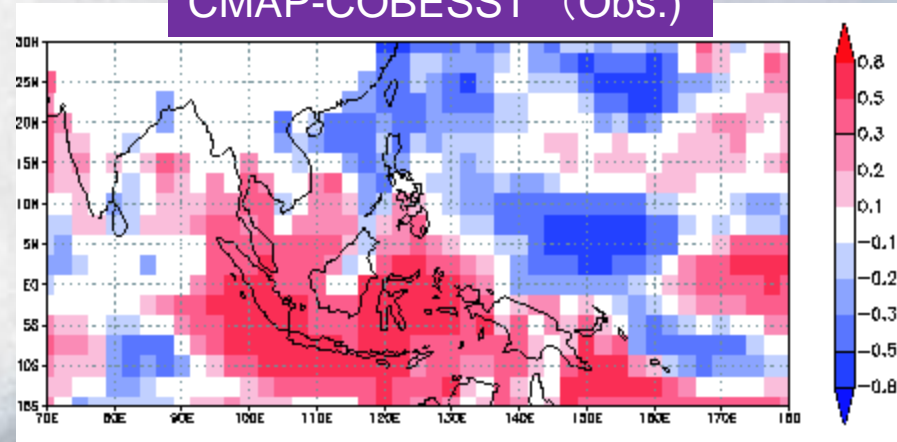 CMAP-COBESST （Obs.)
30N
25N
20N
15N
10N
5N
EQ
5S
10S
16S
70E 80E 90E 100E 110E 120E 130E 140E 150E 160E 170E 180
0.8
0.5
0.3
0.2
0.1
-0.1
-0.2
-0.3
-0.5
-0.8